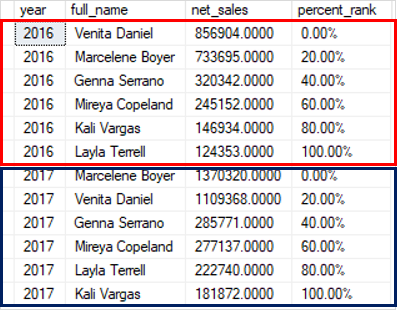 year full_name net_sales percent_rank
2016 Venita Daniel 856904.0000 0.00%
2016 Marcelene Boyer 733695.0000 20.00%
2016 Genna Serrano 320342.0000 40.00%
2016 Mireya Copeland 245152.0000 60.00%
2016 Kali Vargas 146934.0000 80.00%
2016 Layla Terrell 124353.0000 100.00%
2017 Marcelene Boyer 1370320.0000 0.00%
2017 Venita Daniel 1109368.0000 20.00%
2017 Genna Serrano 285771.0000 40.00%
2017 Mireya Copeland 277137.0000 60.00%
2017 Layla Terrell 222740.0000 80.00%
2017 Kali Vargas 181872.0000 100.00%